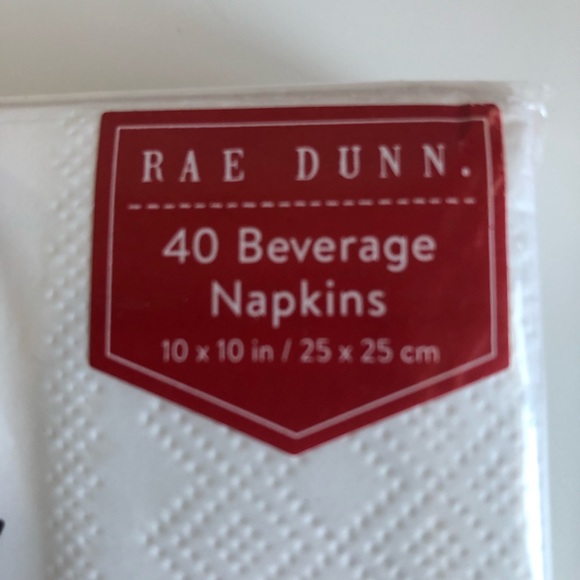 RAE DUNN.
40 Beverage
Napkins
10 x 10 in / 25 x 25 cm